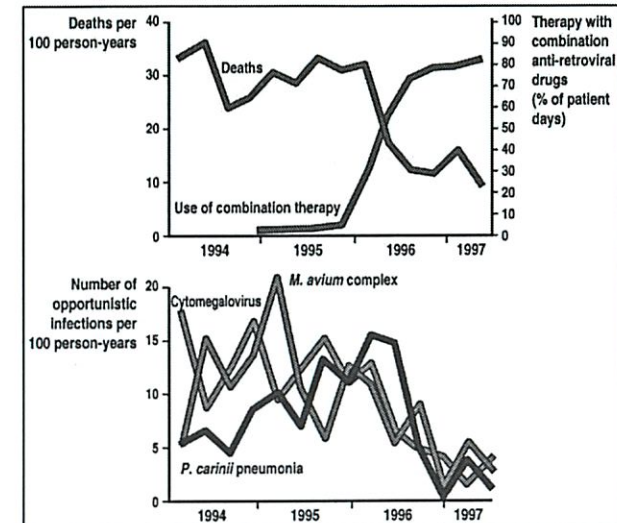 Deaths per
100 person-years
40
30
20
10
0
Deaths
Use of combination therapy
100
90
80
70
60
50
40
30
20
10
0
Therapy with
combination
anti-retroviral
drugs
(% of patient
days)
1994
1995
1996
1997
Number of
opportunistic
infections per
100 person-years
20
15
10
5
0
Cytomegalovirus
M. avium complex
P. carinii pneumonia
1994
1995
1996
1997